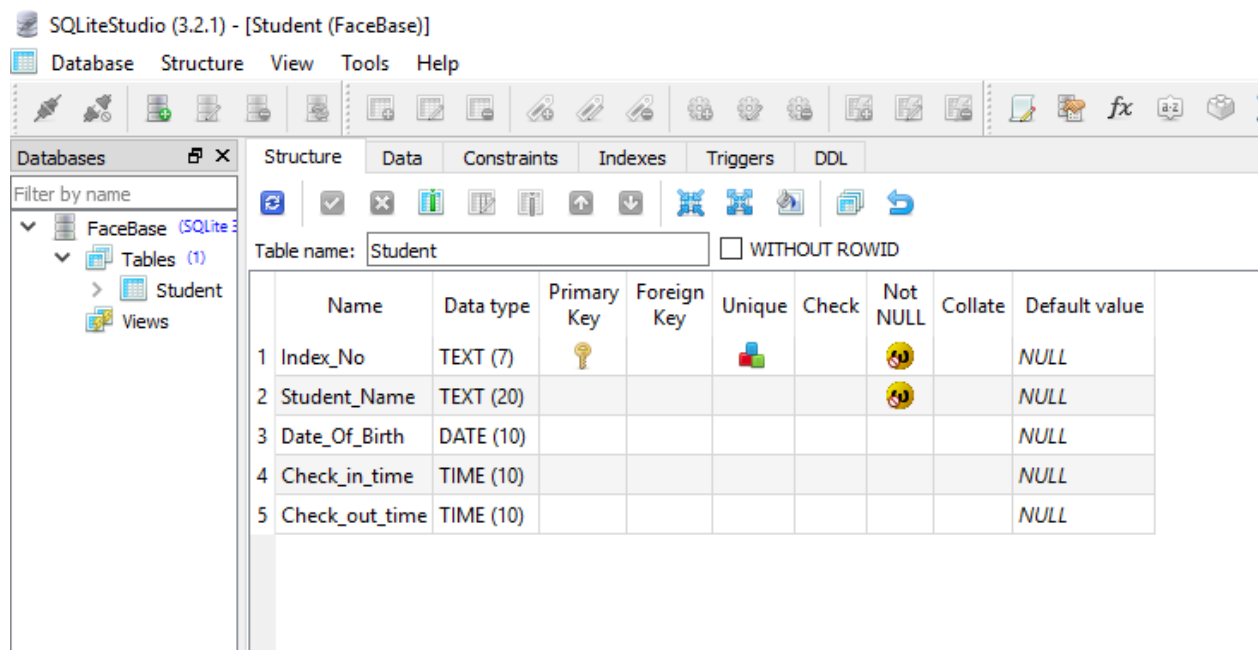 SQLiteStudio (3.2.1) - [Student (FaceBase)]
Database Structure View Tools Help
fx a-z
Databases
Structure Data Constraints Indexes Triggers DDL
Filter by name
FaceBase (SQLite 3
Tables (1)
Student
Views
Table name: Student WITHOUT ROWID
Name Data type Primary Key Foreign Key Unique Check Not NULL Collate Default value
1 Index_No TEXT (7) NULL
2 Student_Name TEXT (20) NULL
3 Date_Of_Birth DATE (10) NULL
4 Check_in_time TIME (10) NULL
5 Check_out_time TIME (10) NULL